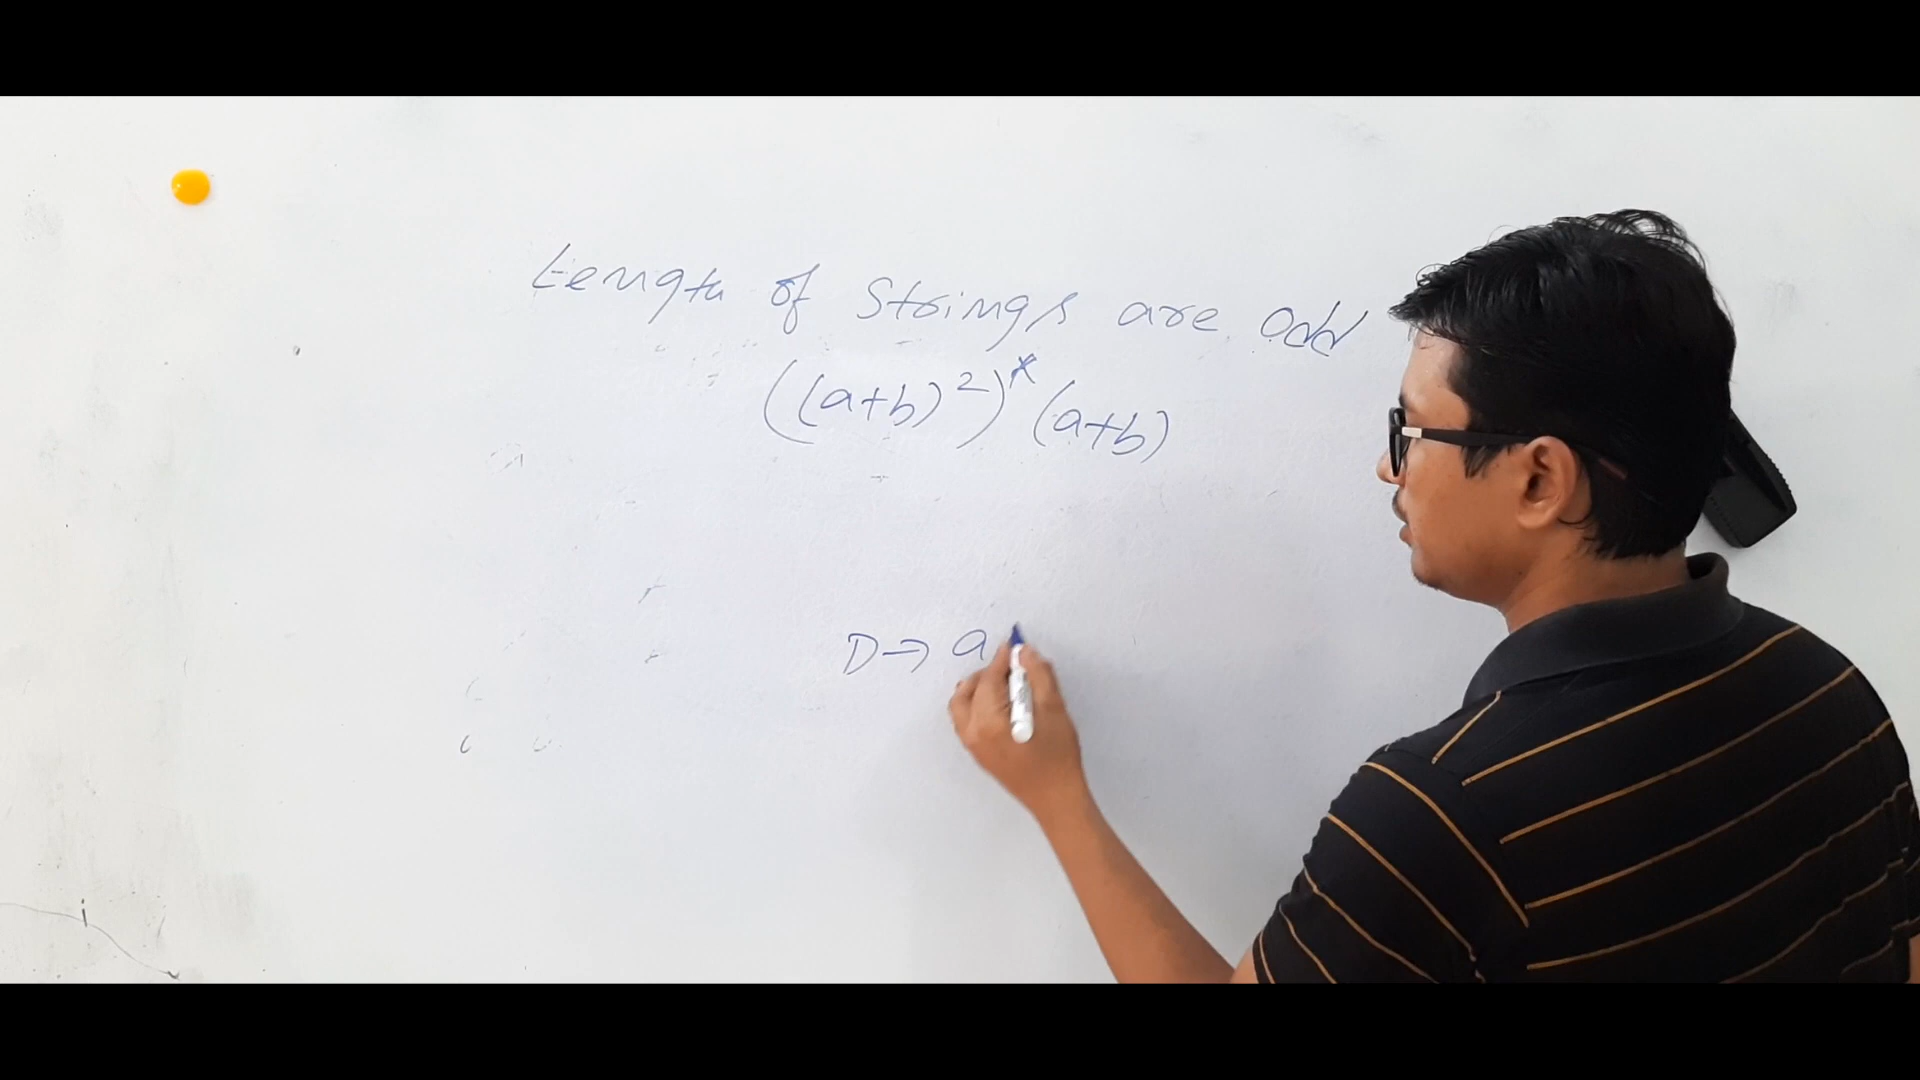 Length of Strings are odd
((a+b)²)* (a+b)
D→ a